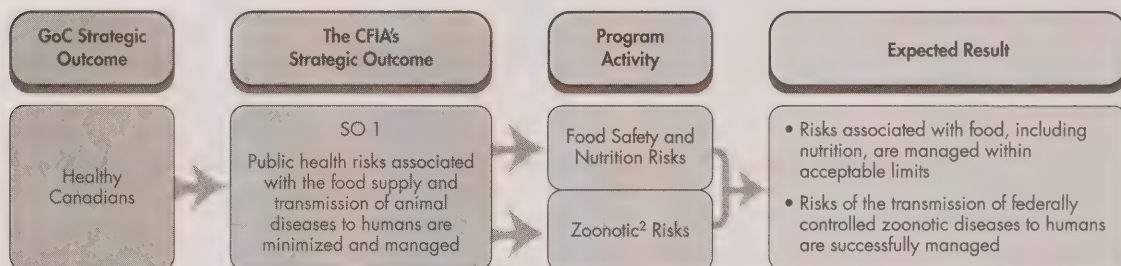 GoC Strategic
Outcome
The CFIA's
Strategic Outcome
Program
Activity
Expected Result
Healthy
Canadians
SO 1
Public health risks associated
with the food supply and
transmission of animal
diseases to humans are
minimized and managed
Food Safety and
Nutrition Risks
Zoonotic² Risks
• Risks associated with food, including
nutrition, are managed within
acceptable limits
• Risks of the transmission of federally
controlled zoonotic diseases to humans
are successfully managed